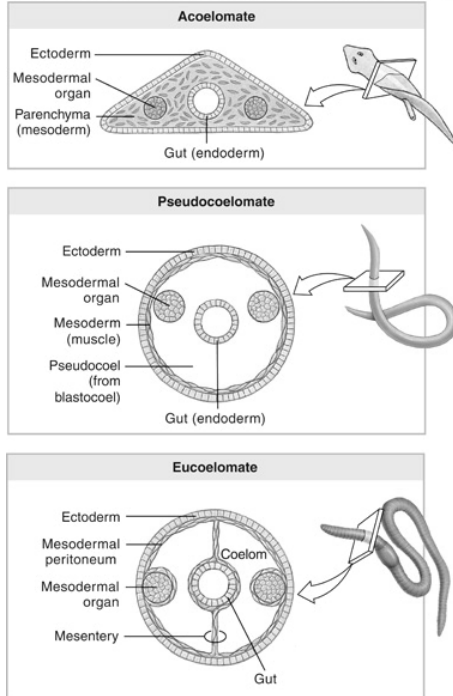 Acoelomate
Ectoderm
Mesodermal
organ
Parenchyma
(mesoderm)
Gut (endoderm)
Pseudocoelomate
Ectoderm
Mesodermal
organ
Mesoderm
(muscle)
Pseudocoel
(from
blastocoel)
Gut (endoderm)
Eucoelomate
Ectoderm
Mesodermal
peritoneum
Coelom
Mesodermal
organ
Mesentery
Gut